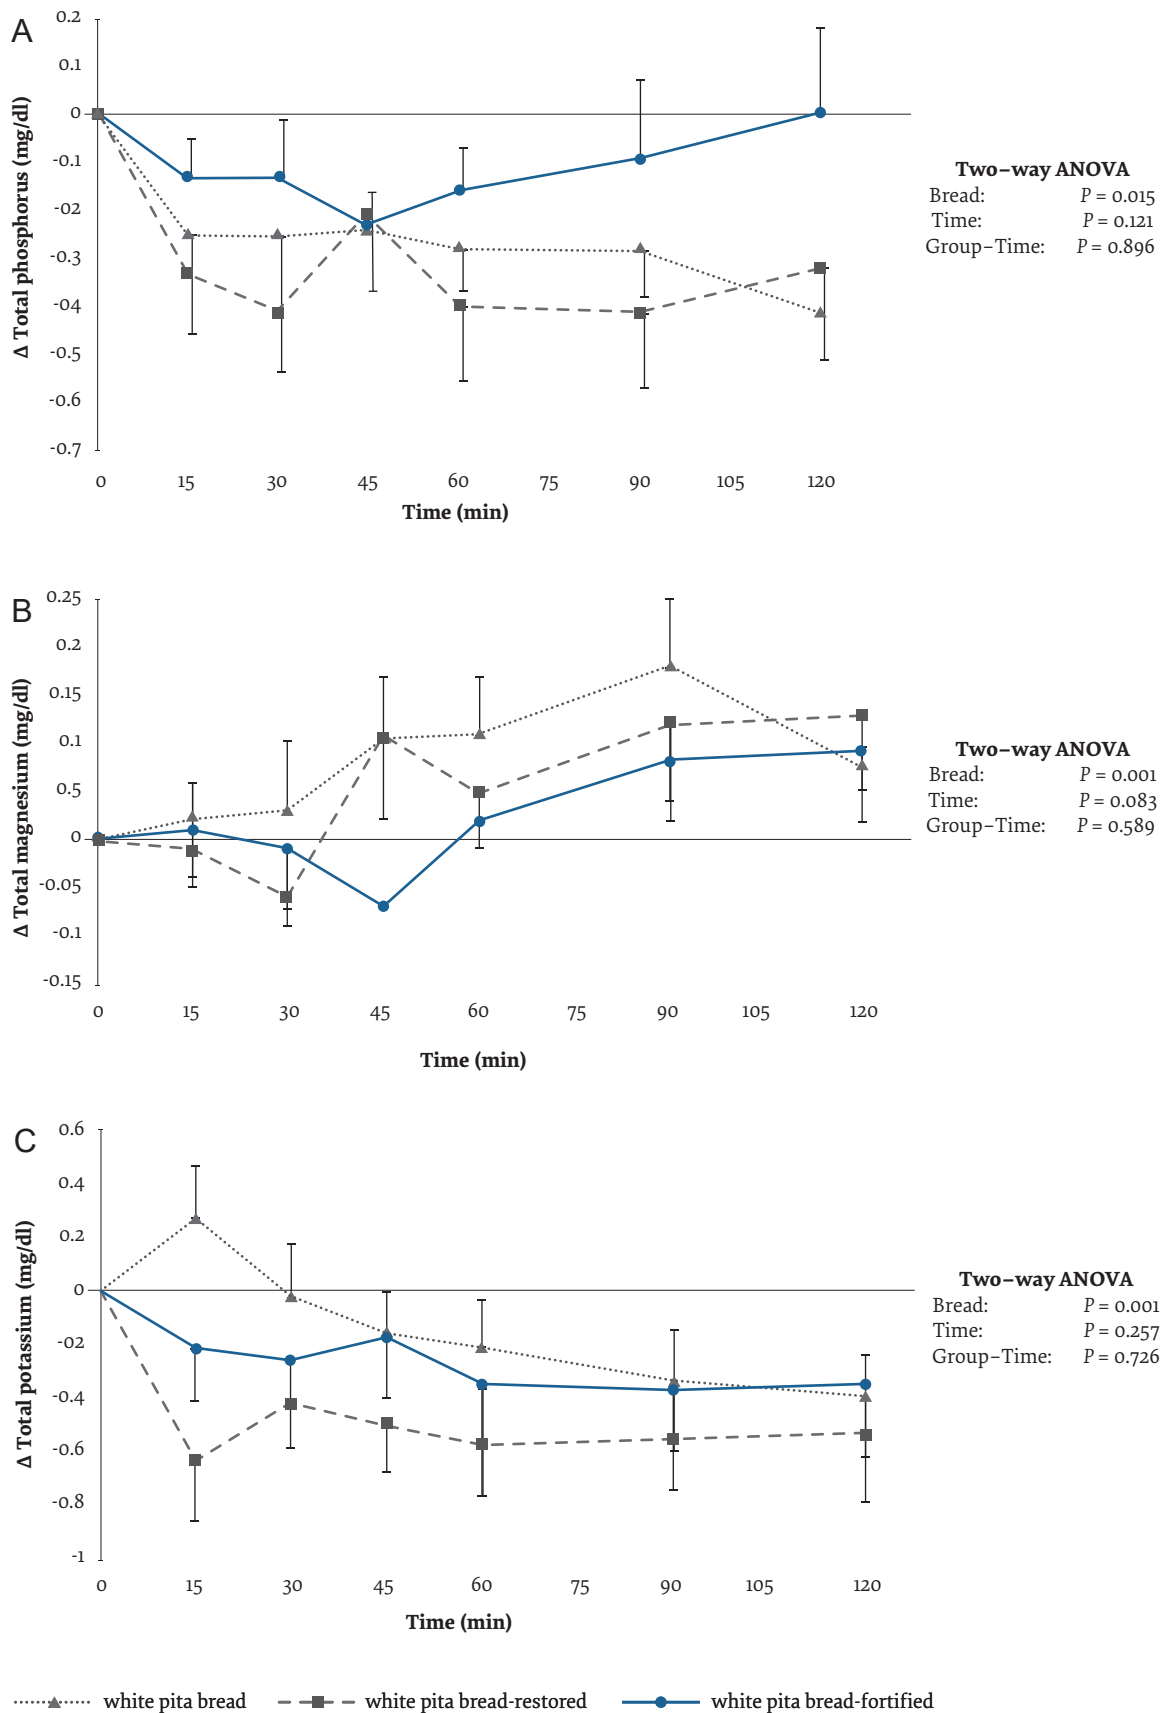 A
Δ Total phosphorus (mg/dl)
0.2
0.1
0
-0.1
-02
-0.3
-04
-0.5
-0.6
-0.7
0 15 30 45 60 75 90 105 120
Time (min)
Two-way ANOVA
Bread: P = 0.015
Time: P = 0.121
Group-Time: P = 0.896
B
Δ Total magnesium (mg/dl)
0.25
0.2
0.15
0.1
0.5
0
-0.05
-0.1
-0.15
0 15 30 45 60 75 90 105 120
Time (min)
Two-way ANOVA
Bread: P = 0.001
Time: P = 0.083
Group-Time: P = 0.589
C
Δ Total potassium (mg/dl)
0.6
0.4
0.2
0
-02
-0.4
-0.6
-0.8
-1
0 15 30 45 60 75 90 105 120
Time (min)
Two-way ANOVA
Bread: P = 0.001
Time: P = 0.257
Group-Time: P = 0.726
white pita bread white pita bread-restored white pita bread-fortified